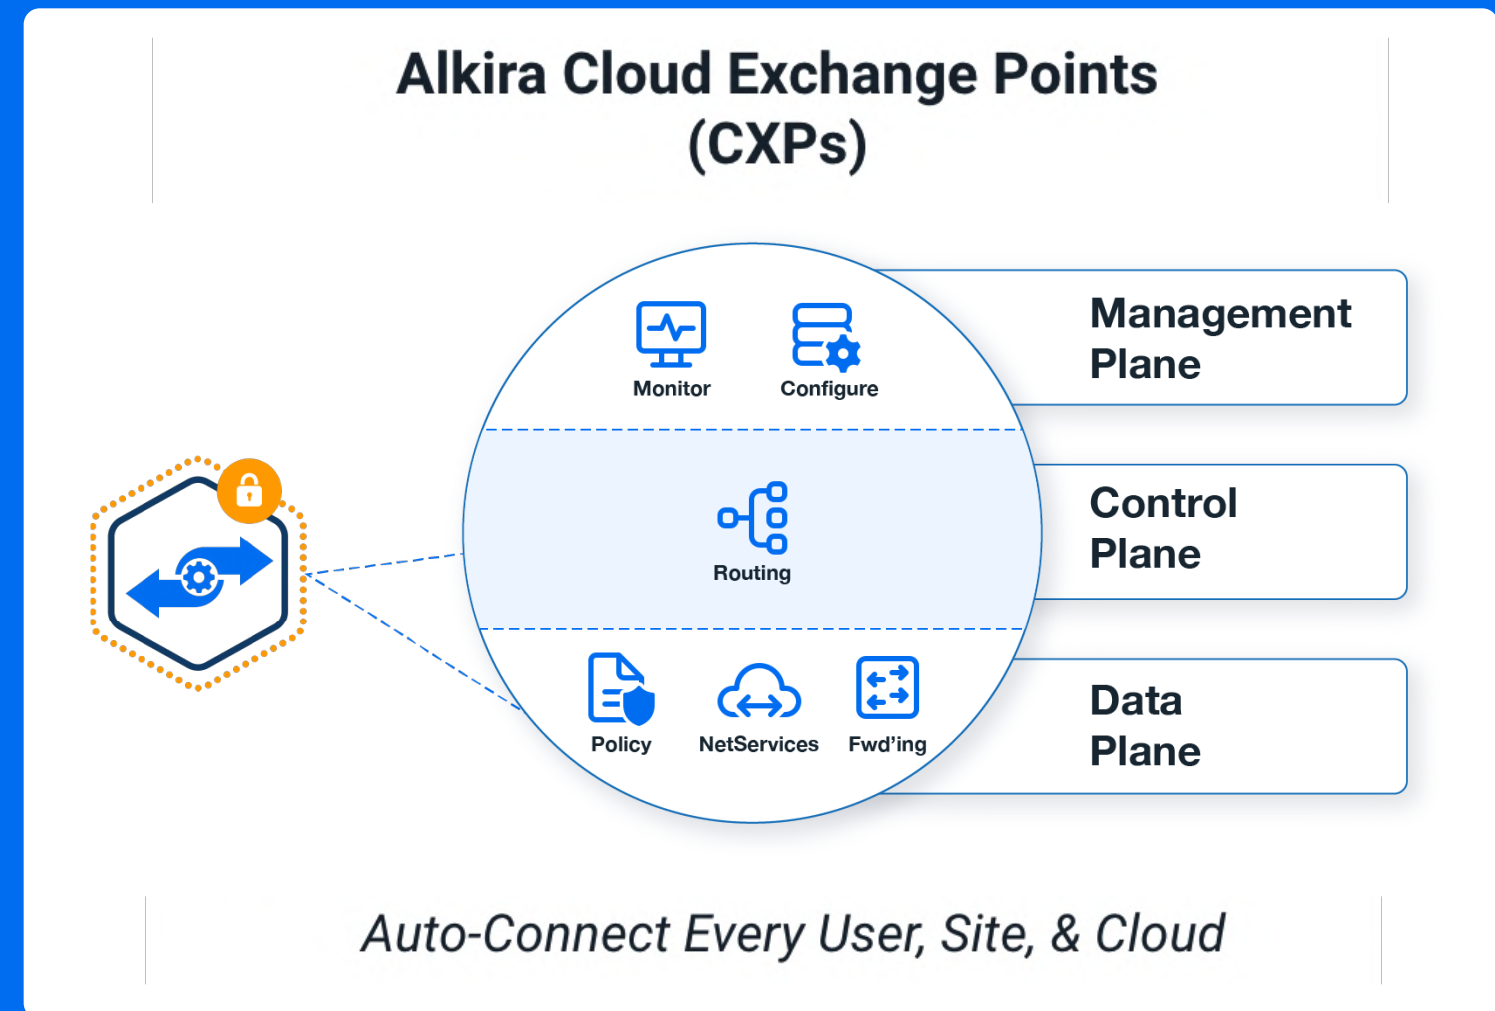 Alkira Cloud Exchange Points
(CXPs)
Monitor
Configure
Management
Plane
Routing
Control
Plane
Policy
NetServices
Fwd'ing
Data
Plane
Auto-Connect Every User, Site, & Cloud